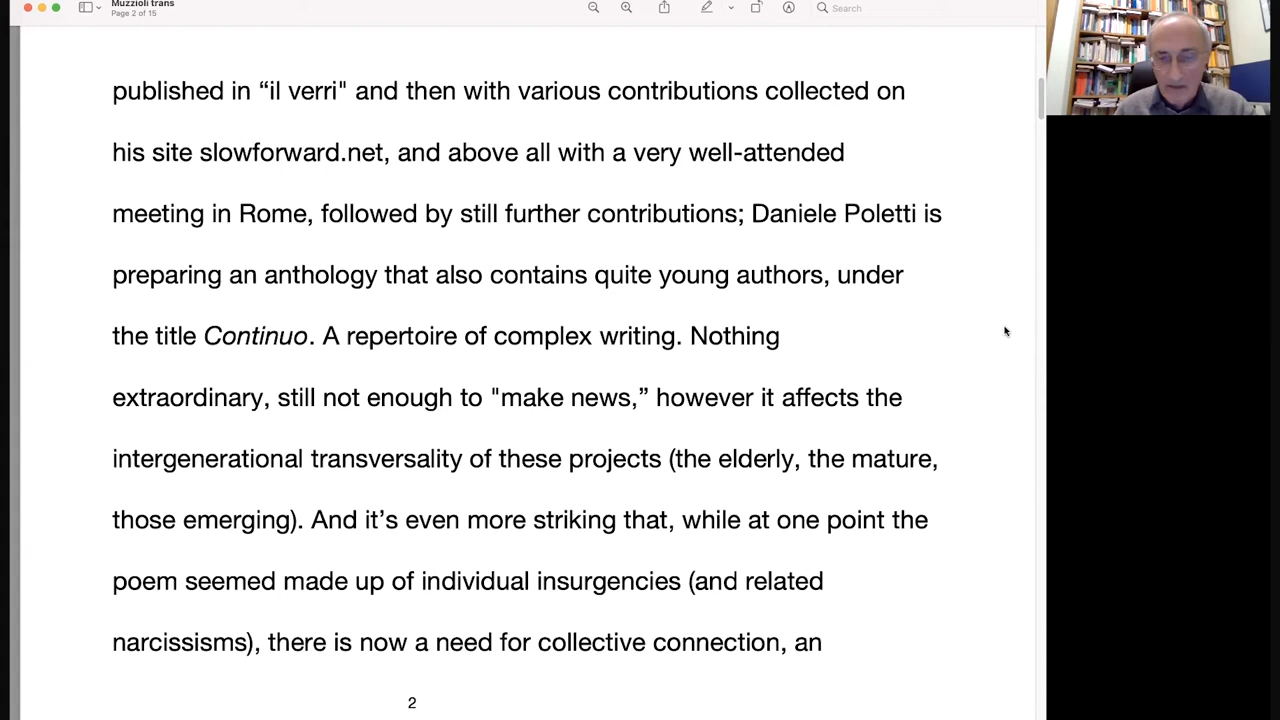 Muzzioli trans
Page 2 of 15
Search
published in “il verri" and then with various contributions collected on
his site slowforward.net, and above all with a very well-attended
meeting in Rome, followed by still further contributions; Daniele Poletti is
preparing an anthology that also contains quite young authors, under
the title Continuo. A repertoire of complex writing. Nothing
extraordinary, still not enough to "make news,” however it affects the
intergenerational transversality of these projects (the elderly, the mature,
those emerging). And it’s even more striking that, while at one point the
poem seemed made up of individual insurgencies (and related
narcissisms), there is now a need for collective connection, an
2